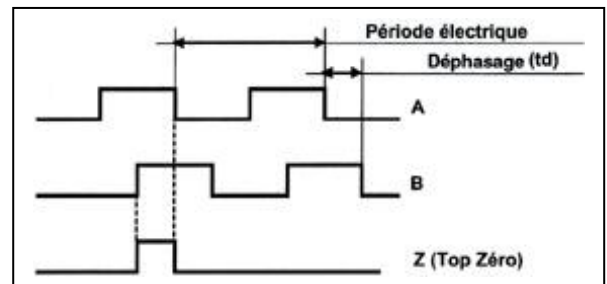 Période électrique
Déphasage (td)
A
B
Z (Top Zéro)